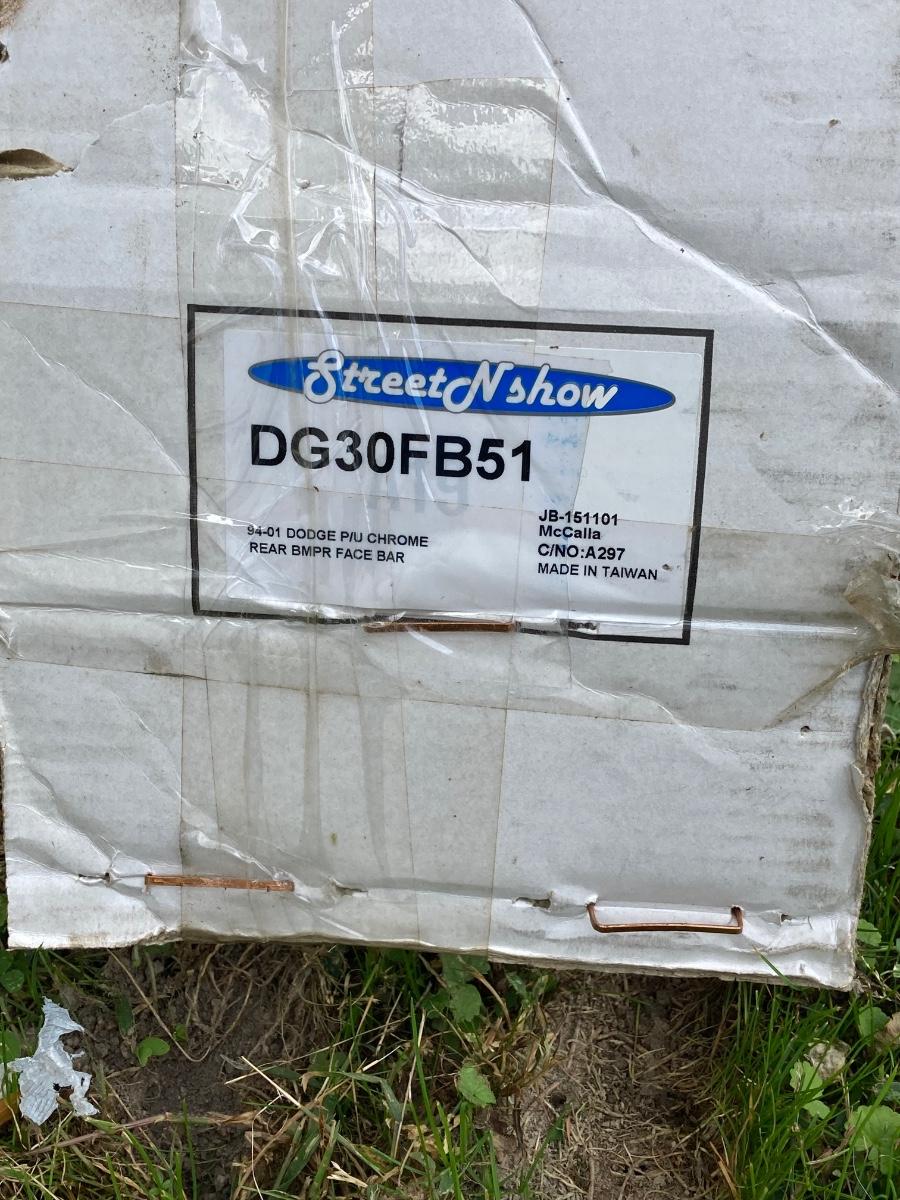 StreetNshow
DG30FB51
94-01 DODGE P/U CHROME
REAR BMPR FACE BAR
JB-151101
McCalla
C/NO:A297
MADE IN TAIWAN